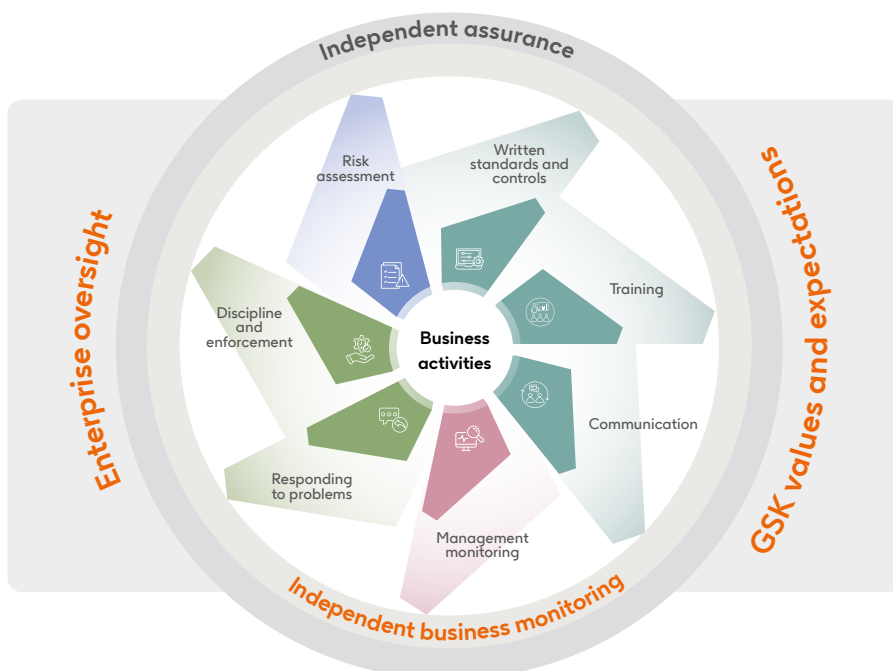 Independent assurance
Enterprise oversight
GSK values and expectations
Risk
assessment
Written
standards and
controls
Training
Communication
Management
monitoring
Responding
to problems
Discipline
and
enforcement
Business
activities
Independent business monitoring